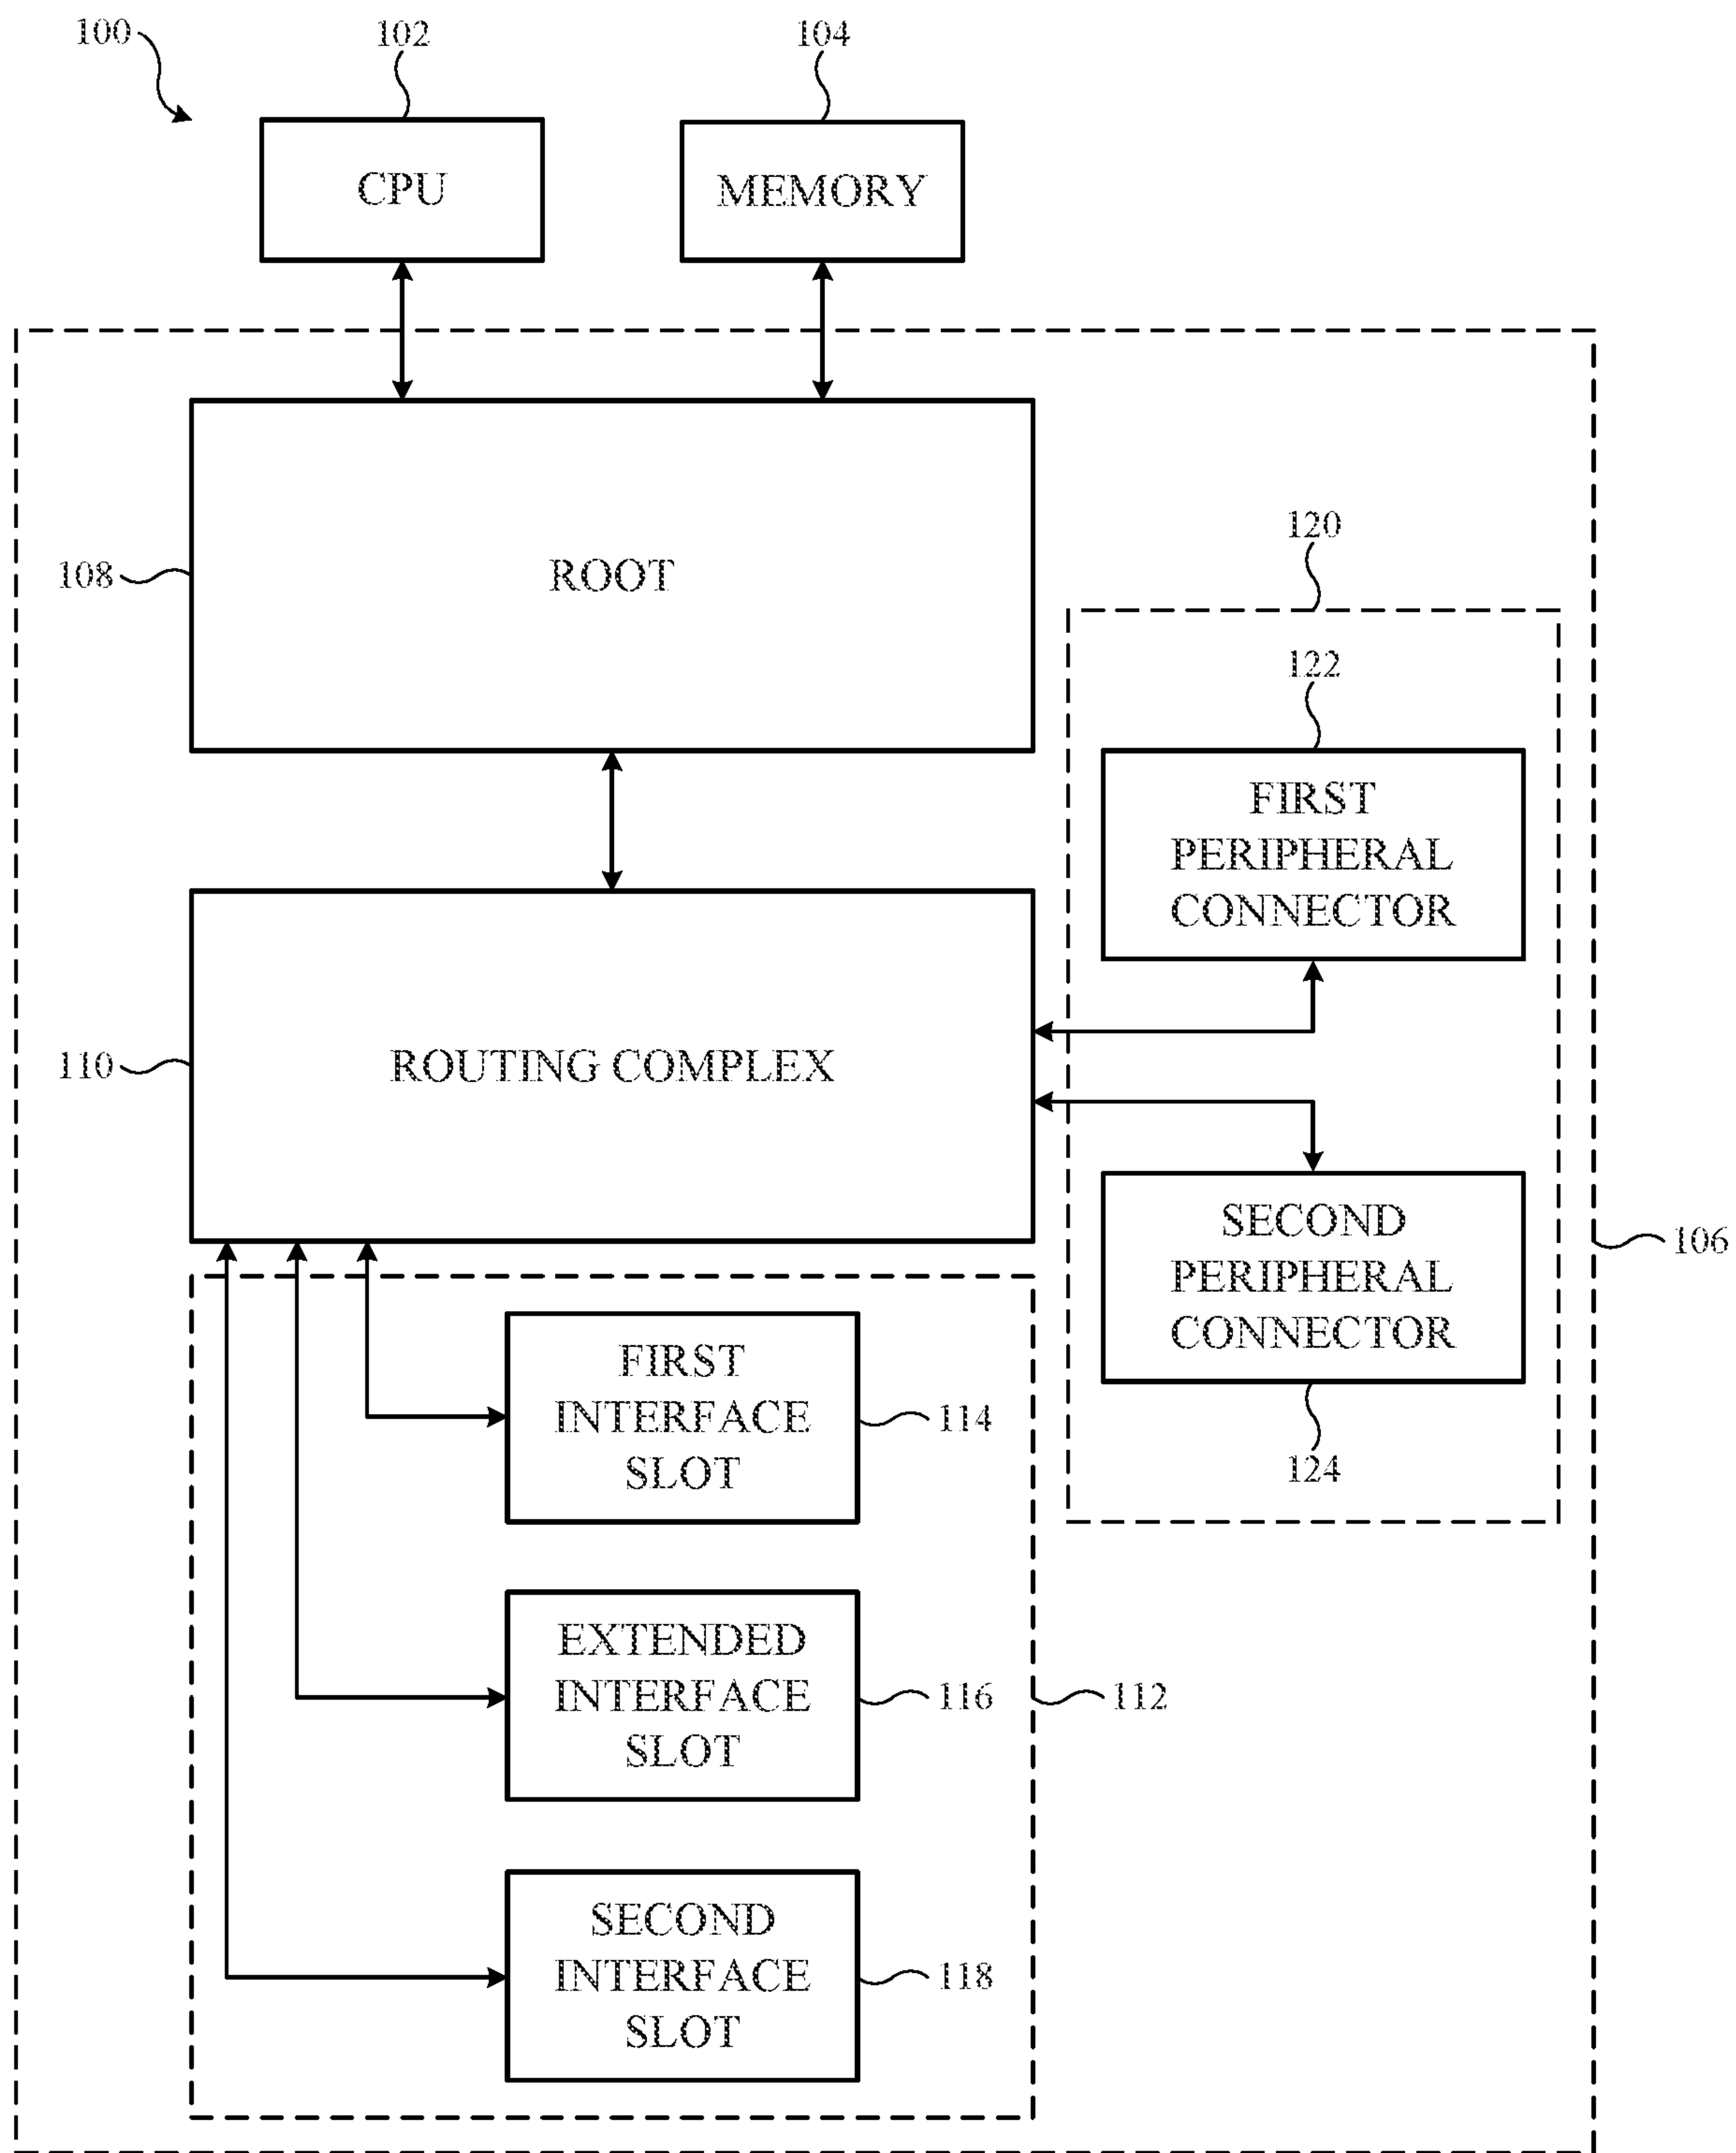 100
102
104
CPU
MEMORY
108
ROOT
120
122
FIRST
PERIPHERAL
CONNECTOR
110
ROUTING COMPLEX
SECOND
PERIPHERAL
CONNECTOR
106
124
FIRST
INTERFACE
SLOT
114
EXTENDED
INTERFACE
SLOT
116
112
SECOND
INTERFACE
SLOT
118